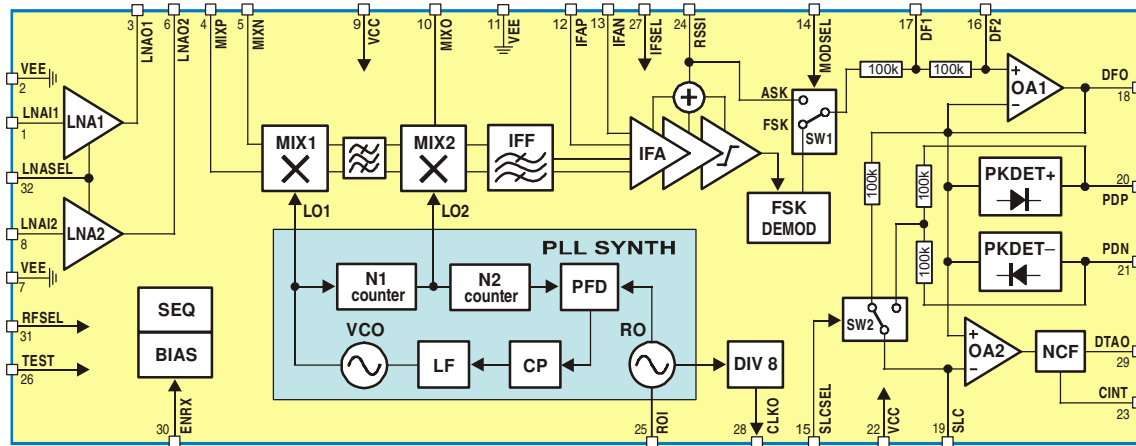 3 6 4 5 9 10 11 12 13 27 24 14 17 16
LNAO1 LNAO2 MIXP MIXN VCC MIXO VEE IFAP IFAN IFSEL RSSI MODSEL DF1 DF2
VEE
2
LNAI1
1
LNA1
LNASEL
32
LNAI2
8
LNA2
VEE
7
RFSEL
31
TEST
26
MIX1
MIX2
IFF
IFA
+
ASK
FSK
SW1
FSK
DEMOD
100k
100k
+
OA1
−
DFO
18
100k
100k
100k
PKDET+
20
PDP
PKDET−
PDN
21
SW2
+
OA2
−
NCF
DTAO
29
CINT
23
LO1
LO2
PLL SYNTH
N1
counter
N2
counter
PFD
VCO
LF
CP
RO
DIV 8
SEQ
BIAS
30 ENRX
25 ROI
28 CLKO
15 SLCSEL
22 VCC
19 SLC